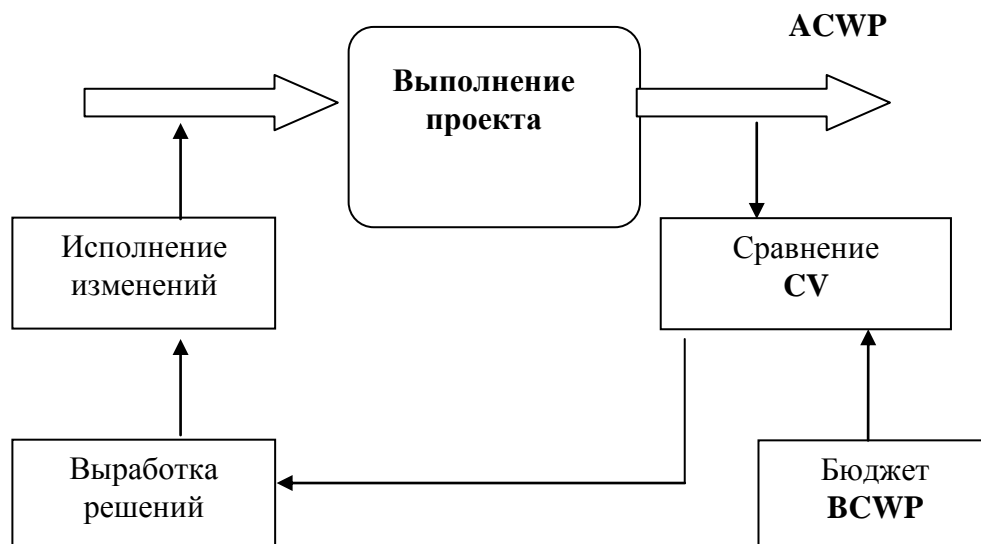 ACWP
Выполнение
проекта
Исполнение
изменений
Сравнение
CV
Выработка
решений
Бюджет
BCWP